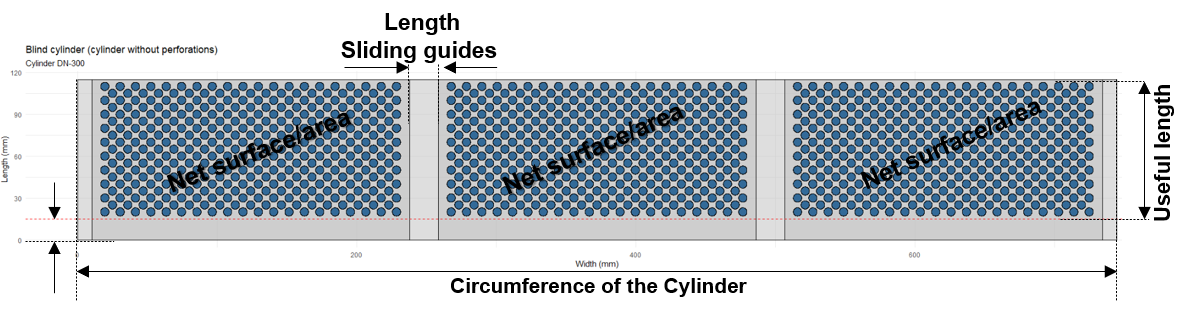 Length
Sliding guides
Blind cylinder (cylinder without perforations)
Cylinder DN-300
120
90
60
30
0
Length (mm)
Net surface/area
Net surface/area
Net surface/area
Useful length
0
200
400
600
Width (mm)
Circumference of the Cylinder